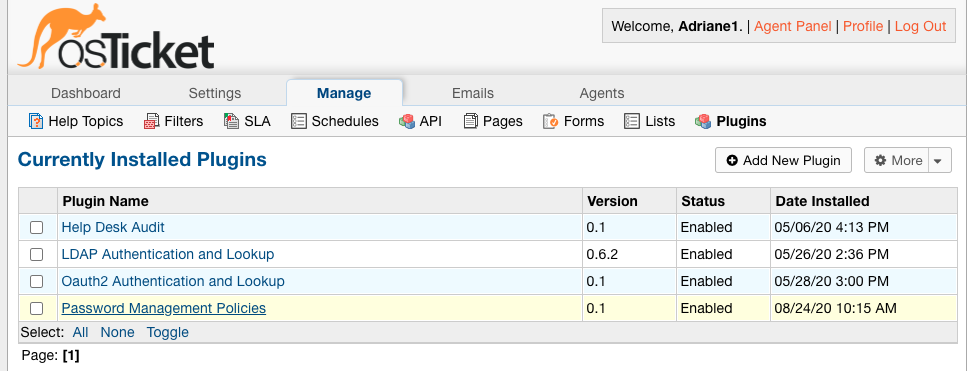 osTicket
Welcome, Adriane1. | Agent Panel | Profile | Log Out
Dashboard Settings Manage Emails Agents
Help Topics Filters SLA Schedules API Pages Forms Lists Plugins
Currently Installed Plugins Add New Plugin More
Plugin Name Version Status Date Installed
Help Desk Audit 0.1 Enabled 05/06/20 4:13 PM
LDAP Authentication and Lookup 0.6.2 Enabled 05/26/20 2:36 PM
Oauth2 Authentication and Lookup 0.1 Enabled 05/28/20 3:00 PM
Password Management Policies 0.1 Enabled 08/24/20 10:15 AM
Select: All None Toggle
Page: [1]